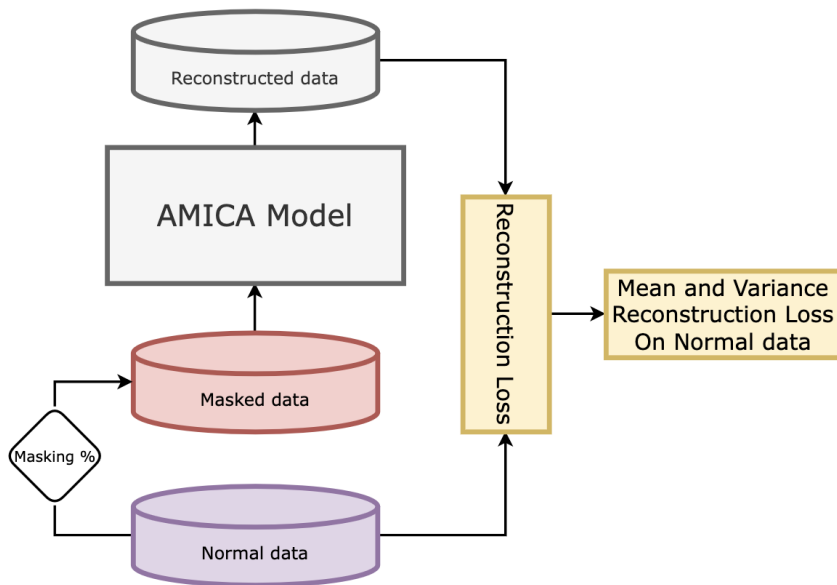 Reconstructed data
AMICA Model
Reconstruction Loss
Mean and Variance
Reconstruction Loss
On Normal data
Masked data
Masking %
Normal data